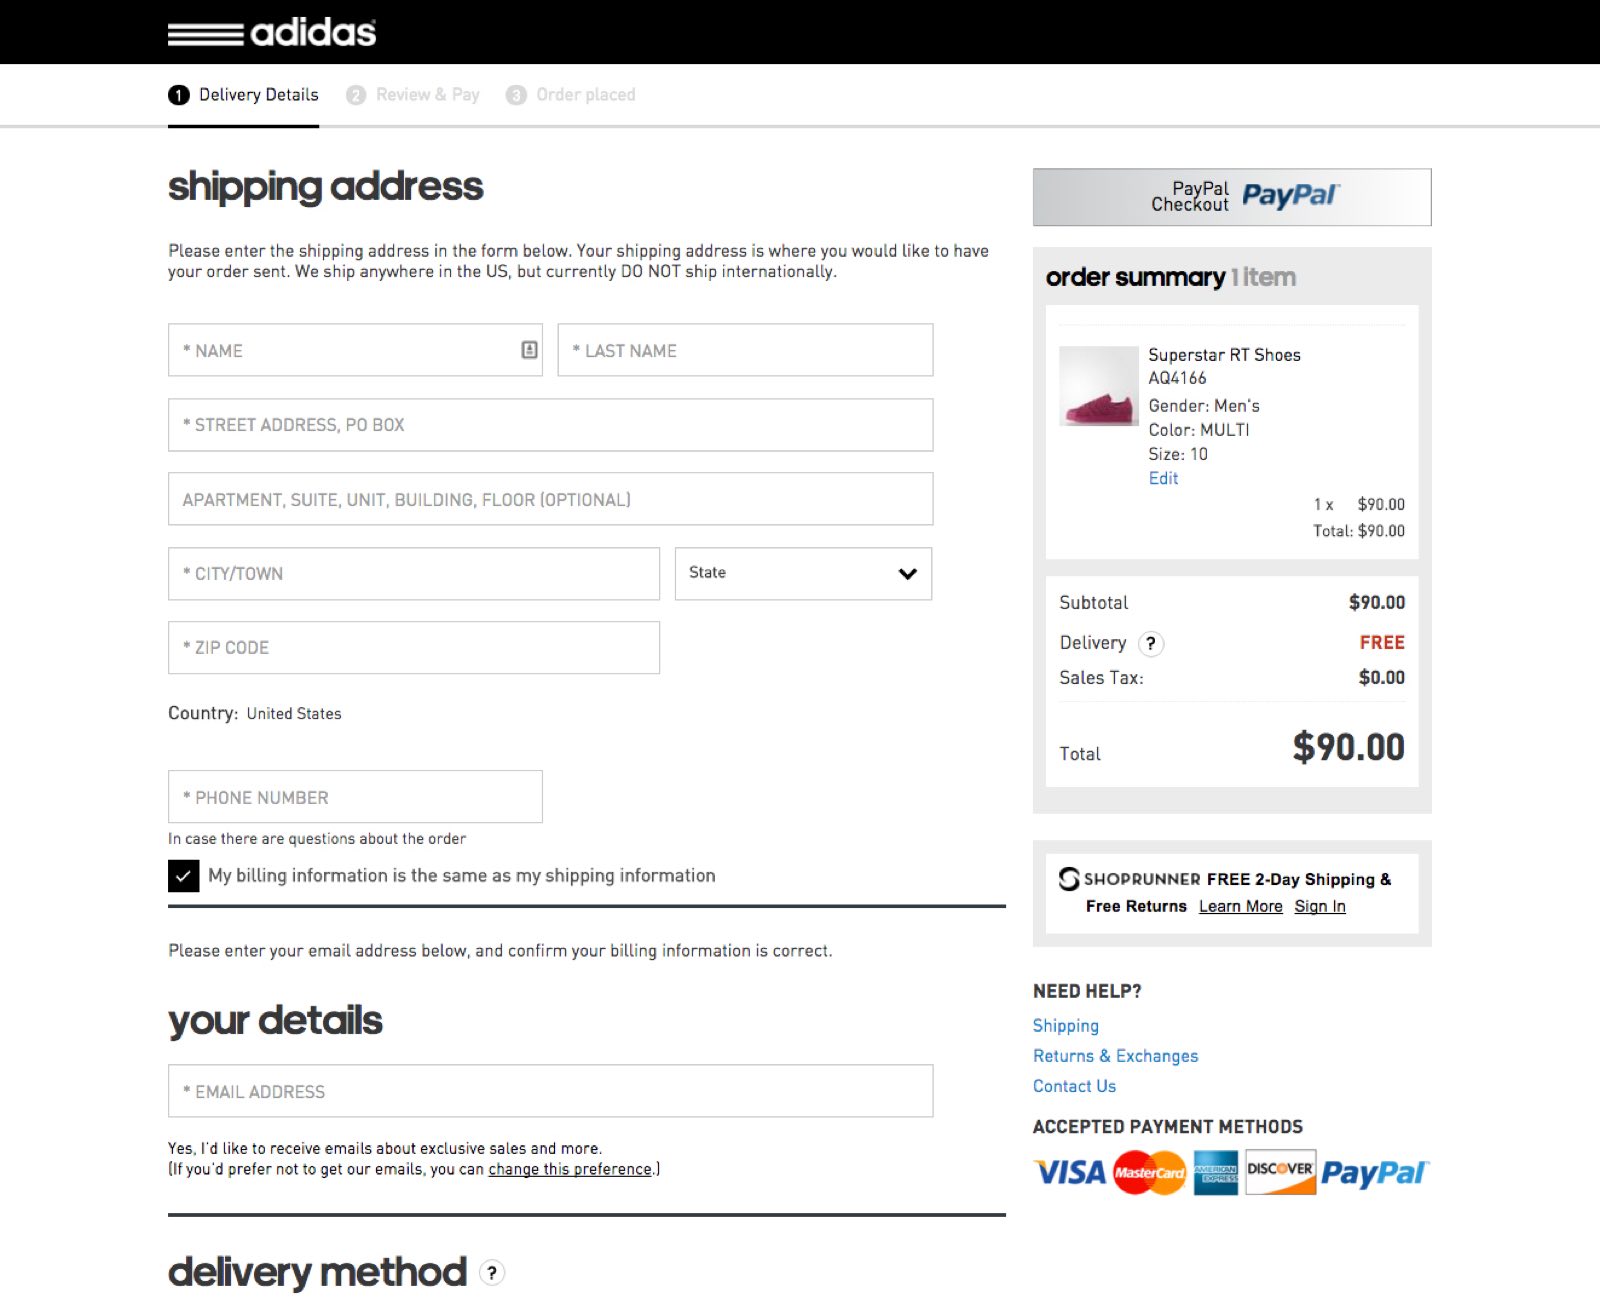 adidas
1 Delivery Details 2 Review & Pay 3 Order placed
shipping address
Please enter the shipping address in the form below. Your shipping address is where you would like to have
your order sent. We ship anywhere in the US, but currently DO NOT ship internationally.
* NAME
* LAST NAME
* STREET ADDRESS, PO BOX
APARTMENT, SUITE, UNIT, BUILDING, FLOOR (OPTIONAL)
* CITY/TOWN
State
* ZIP CODE
Country: United States
* PHONE NUMBER
In case there are questions about the order
My billing information is the same as my shipping information
Please enter your email address below, and confirm your billing information is correct.
your details
* EMAIL ADDRESS
Yes, I'd like to receive emails about exclusive sales and more.
(If you'd prefer not to get our emails, you can change this preference.)
delivery method ?
PayPal
Checkout
PayPal
order summary 1 item
Superstar RT Shoes
AQ4166
Gender: Men's
Color: MULTI
Size: 10
Edit
1 x $90.00
Total: $90.00
Subtotal $90.00
Delivery ? FREE
Sales Tax: $0.00
Total $90.00
SHOPRUNNER FREE 2-Day Shipping &
Free Returns Learn More Sign In
NEED HELP?
Shipping
Returns & Exchanges
Contact Us
ACCEPTED PAYMENT METHODS
VISA MasterCard AMERICAN EXPRESS DISCOVER PayPal